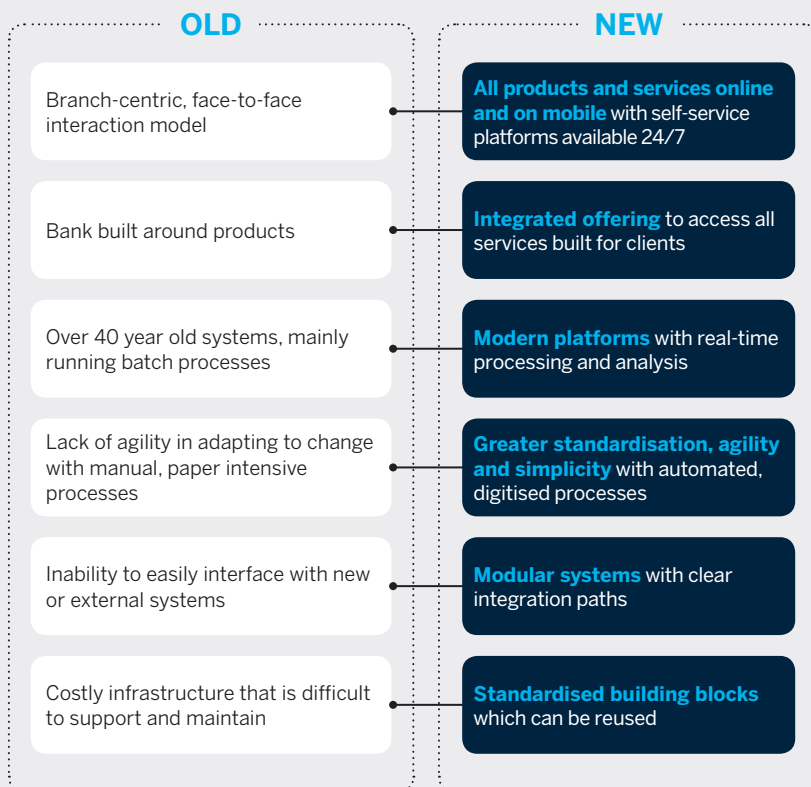 OLD
NEW
Branch-centric, face-to-face
interaction model
All products and services online
and on mobile with self-service
platforms available 24/7
Bank built around products
Integrated offering to access all
services built for clients
Over 40 year old systems, mainly
running batch processes
Modern platforms with real-time
processing and analysis
Lack of agility in adapting to change
with manual, paper intensive
processes
Greater standardisation, agility
and simplicity with automated,
digitised processes
Inability to easily interface with new
or external systems
Modular systems with clear
integration paths
Costly infrastructure that is difficult
to support and maintain
Standardised building blocks
which can be reused